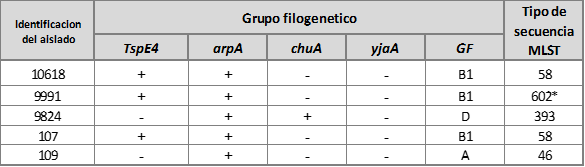 Identificacion del aislado Grupo filogenetico Tipo de secuencia MLST
TspE4 arpA chuA yjaA GF
10618 + + - - B1 58
9991 + + - - B1 602*
9824 - + + - D 393
107 + + - - B1 58
109 - + - - A 46